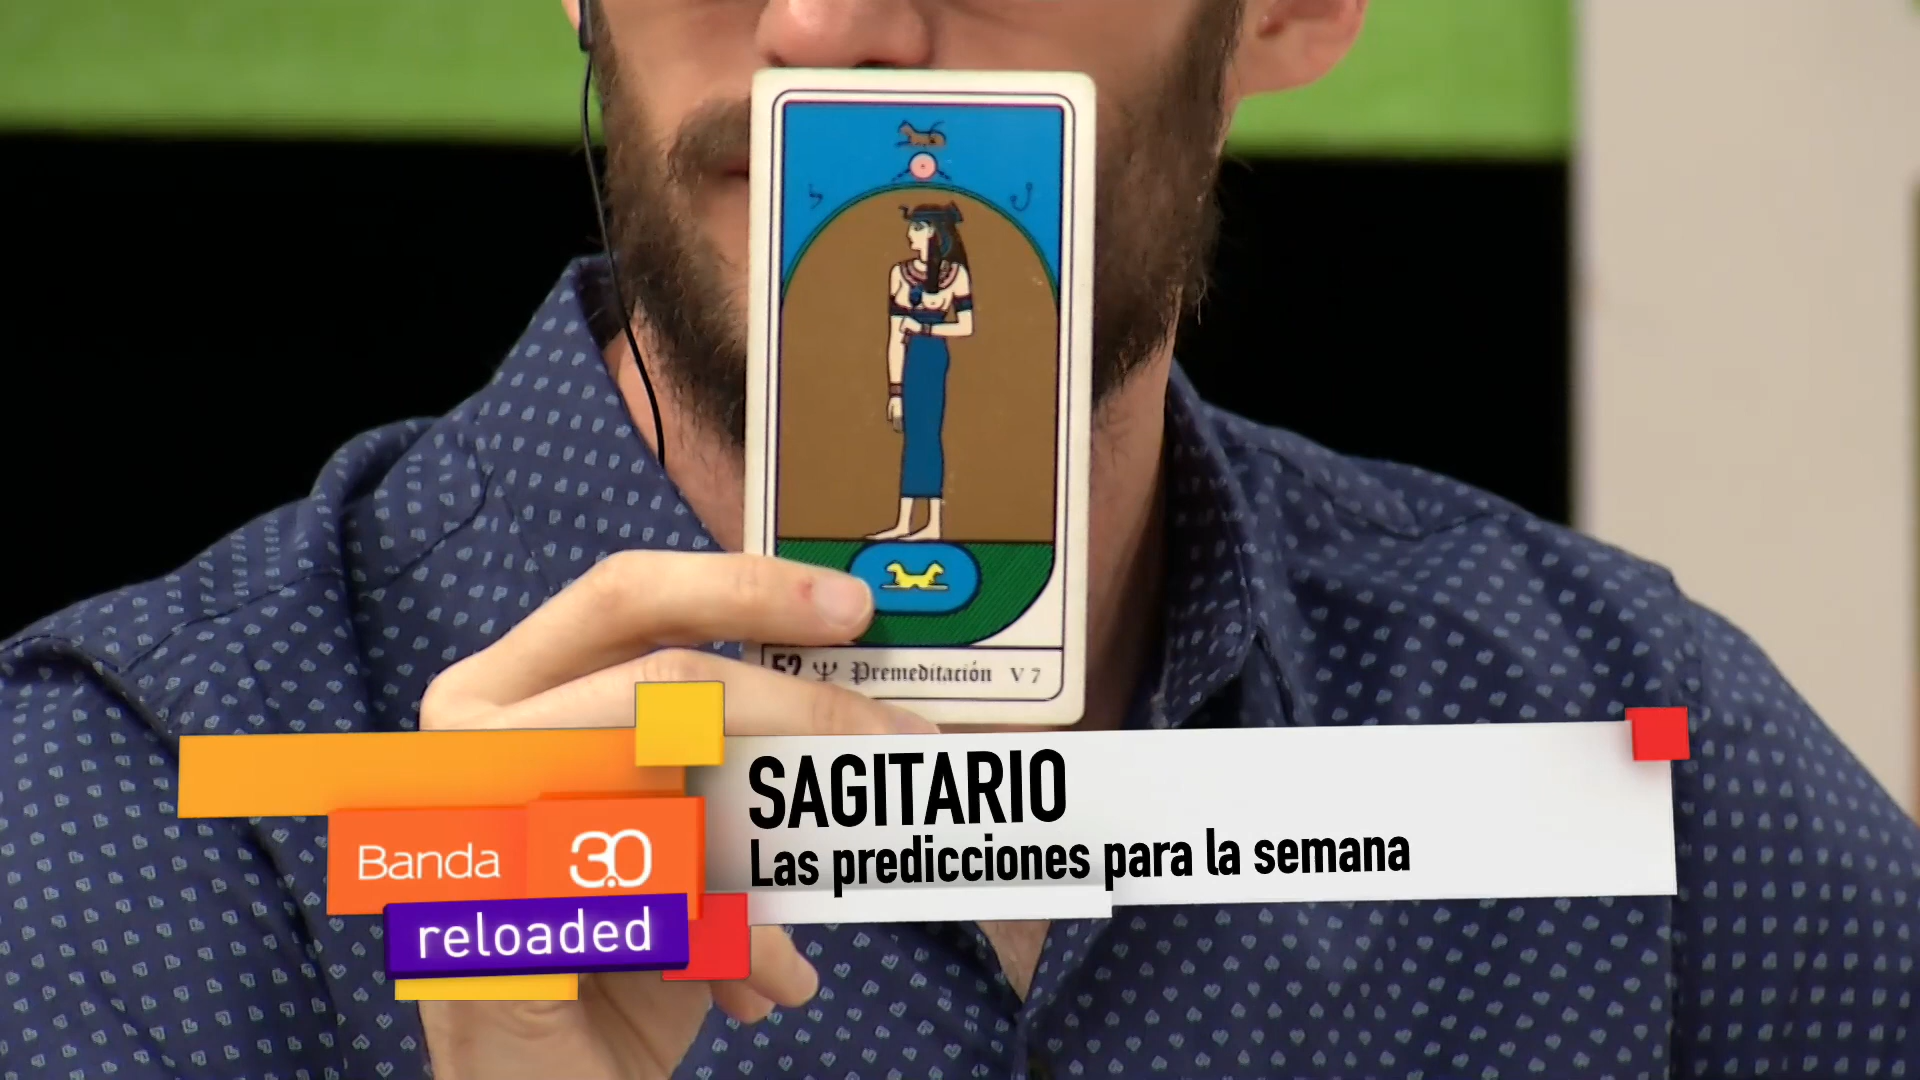 52 Ψ Premeditación V 7
SAGITARIO
Las predicciones para la semana
Banda 3.0
reloaded